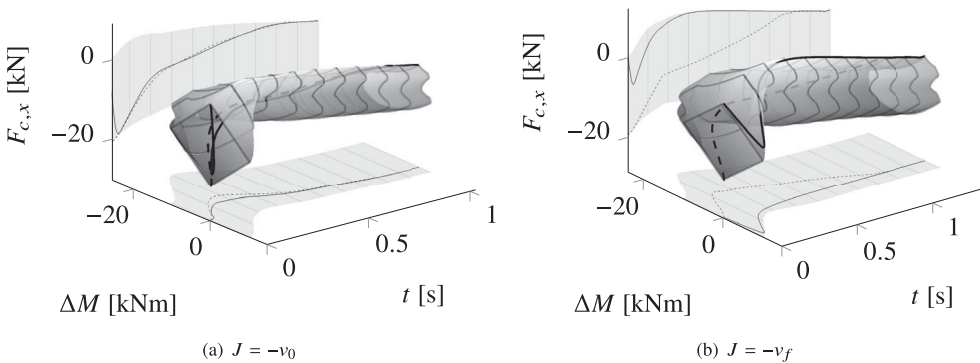 0
-20
F_{c,x} [kN]
-20
0
ΔM [kNm]
0
0.5
1
t [s]
(a) J = −v_0
0
-20
F_{c,x} [kN]
-20
0
ΔM [kNm]
0
0.5
1
t [s]
(b) J = −v_f